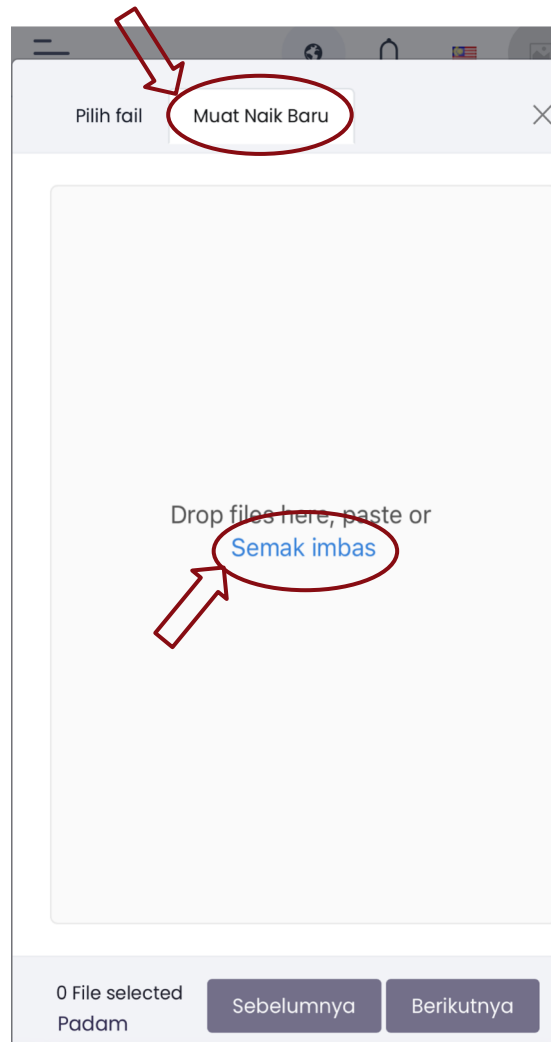 Pilih fail
Muat Naik Baru
Drop files here, paste or
Semak imbas
0 File selected
Padam
Sebelumnya
Berikutnya